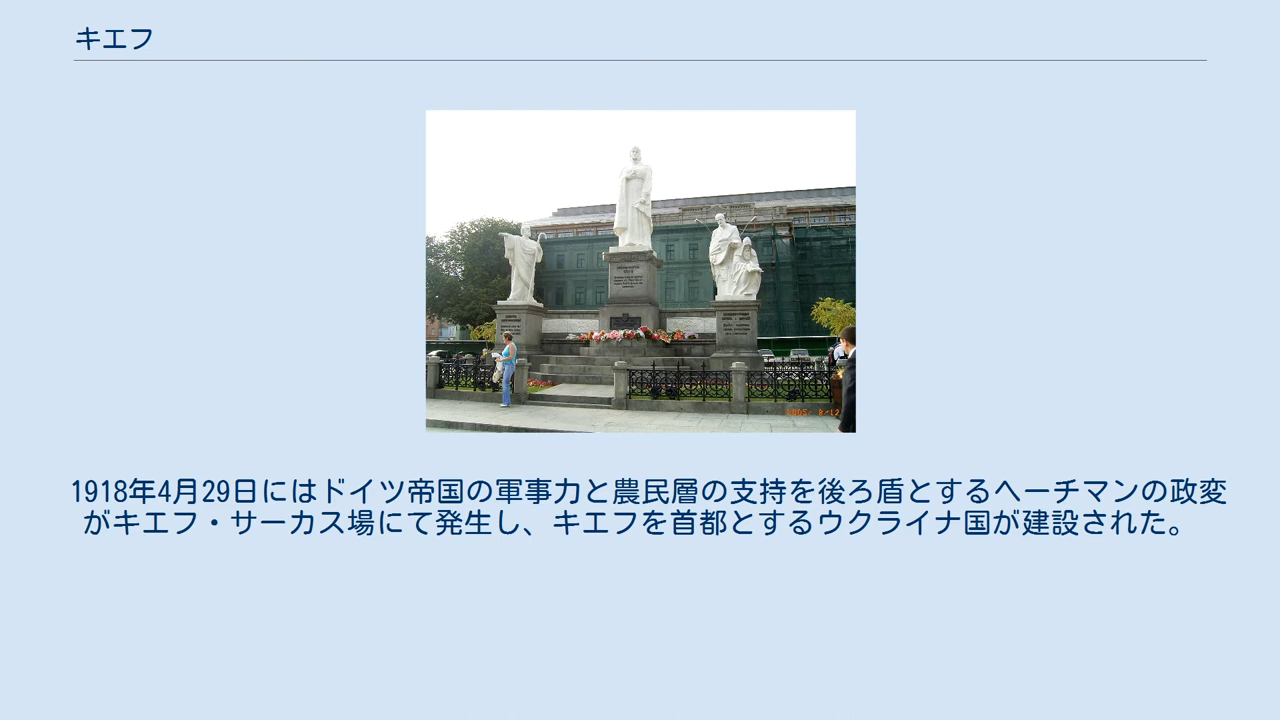 キエフ
1918年4月29日にはドイツ帝国の軍事力と農民層の支持を後ろ盾とするヘーチマンの政変
がキエフ・サーカス場にて発生し、キエフを首都とするウクライナ国が建設された。